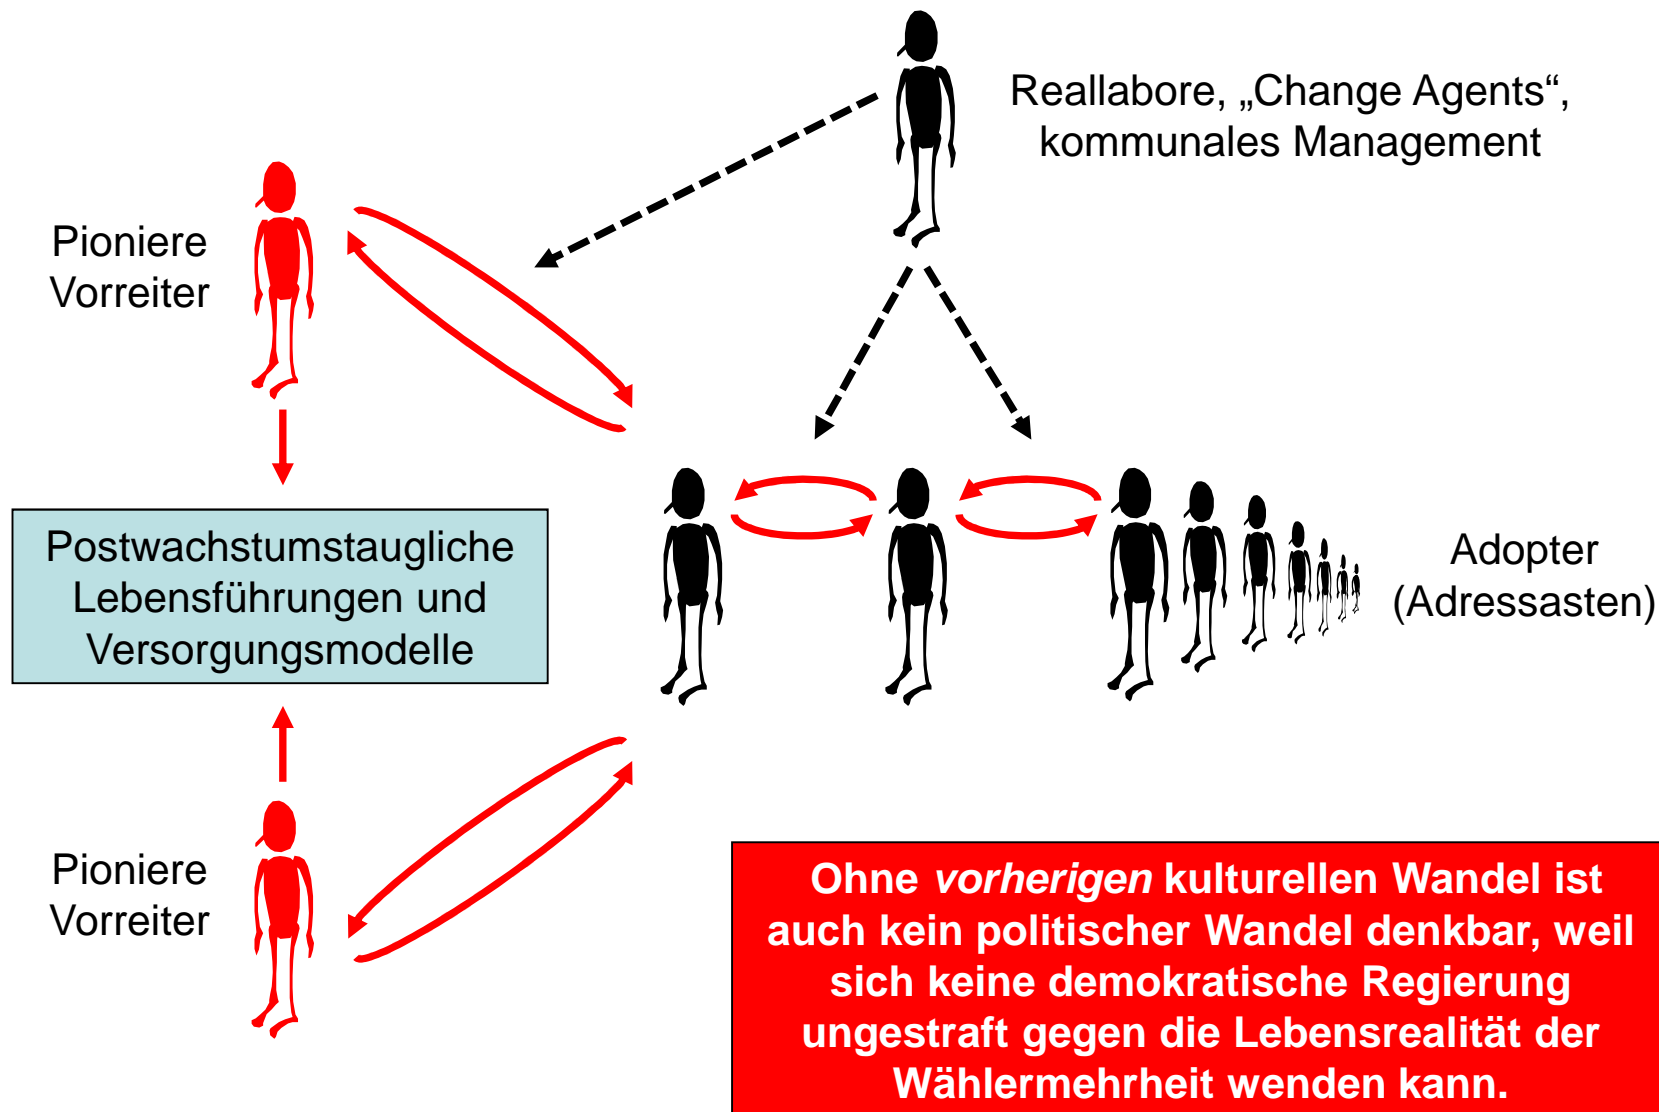 Reallabore, „Change Agents“,
kommunales Management
Pioniere
Vorreiter
Postwachstumstaugliche
Lebensführungen und
Versorgungsmodelle
Adopter
(Adressasten)
Pioniere
Vorreiter
Ohne vorherigen kulturellen Wandel ist
auch kein politischer Wandel denkbar, weil
sich keine demokratische Regierung
ungestraft gegen die Lebensrealität der
Wählermehrheit wenden kann.